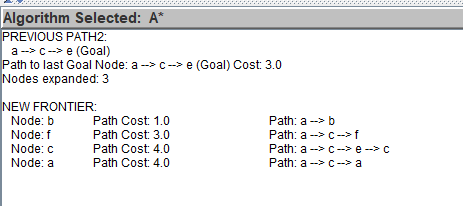 Algorithm Selected: A*
PREVIOUS PATH2:
a --> c --> e (Goal)
Path to last Goal Node: a --> c --> e (Goal) Cost: 3.0
Nodes expanded: 3
NEW FRONTIER:
Node: b Path Cost: 1.0 Path: a --> b
Node: f Path Cost: 3.0 Path: a --> c --> f
Node: c Path Cost: 4.0 Path: a --> c --> e --> c
Node: a Path Cost: 4.0 Path: a --> c --> a